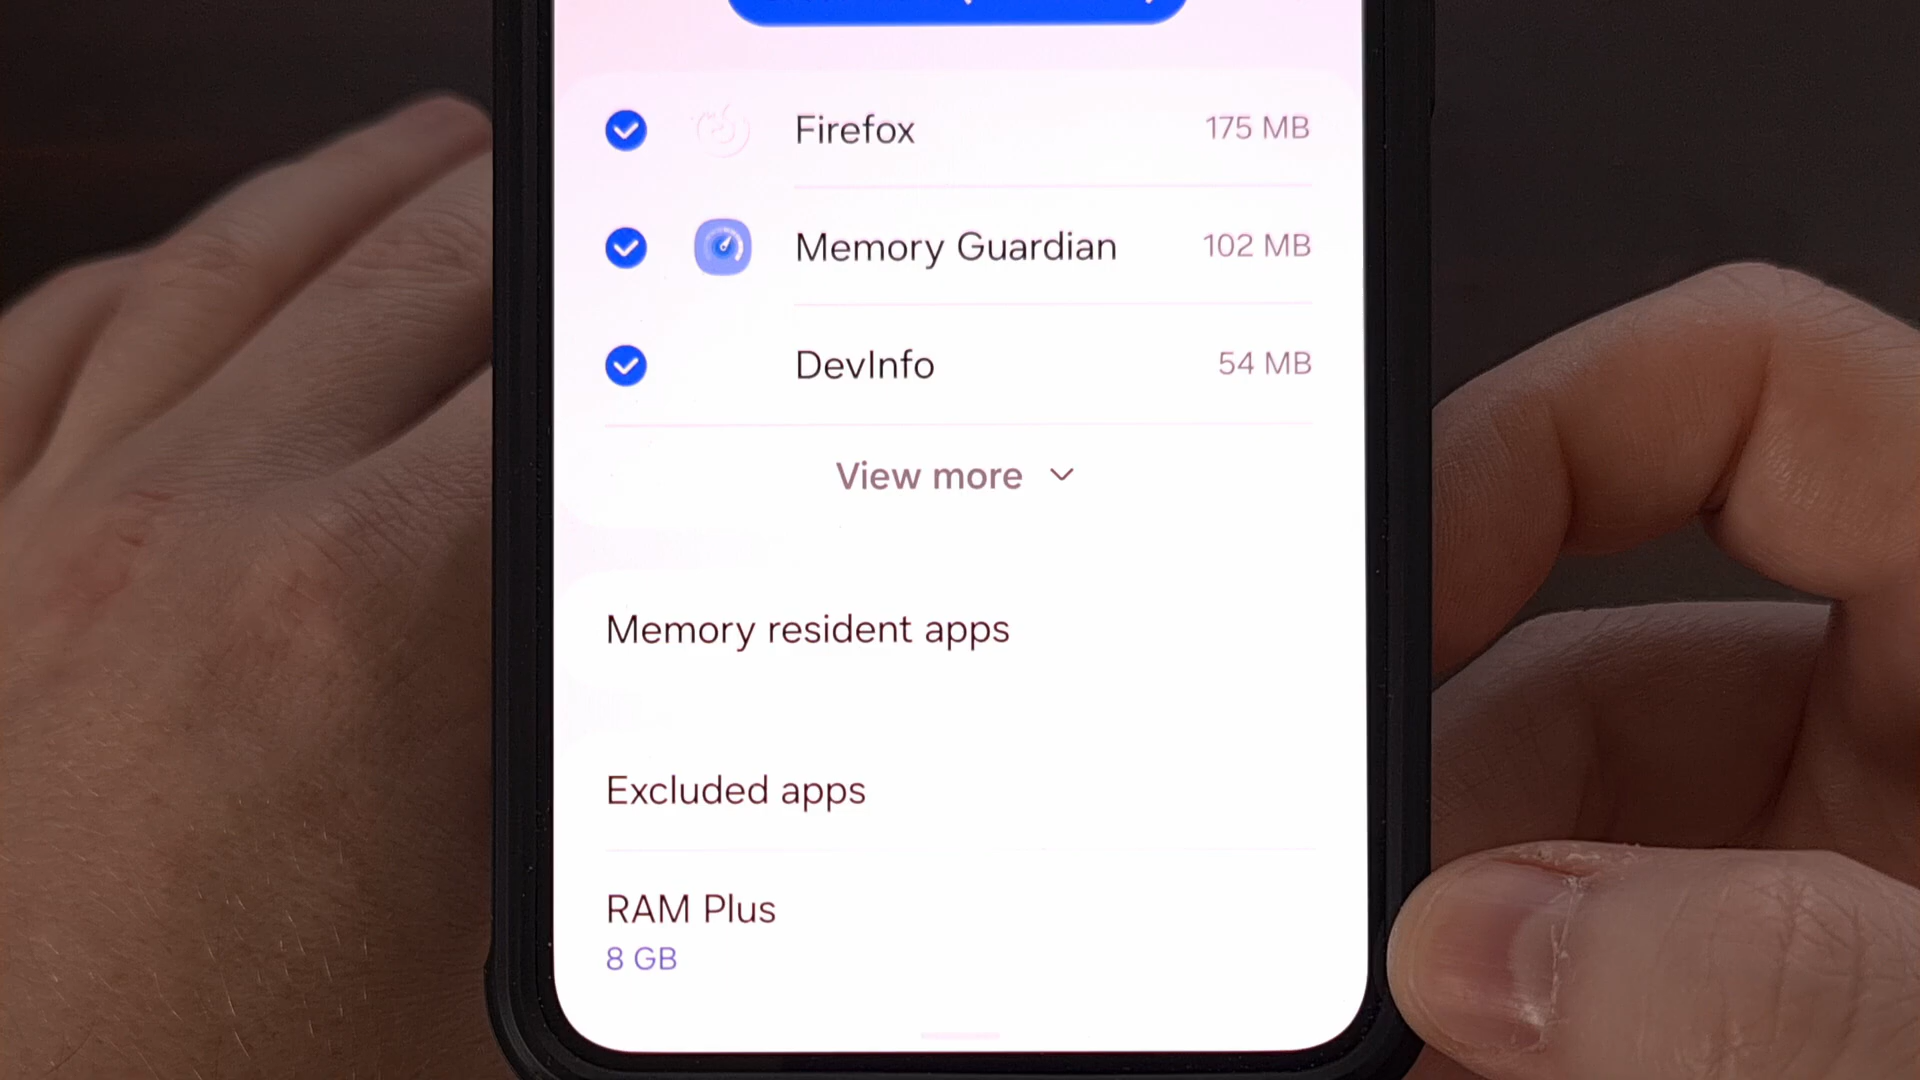 Firefox
175 MB
Memory Guardian
102 MB
DevInfo
54 MB
View more
Memory resident apps
Excluded apps
RAM Plus
8 GB